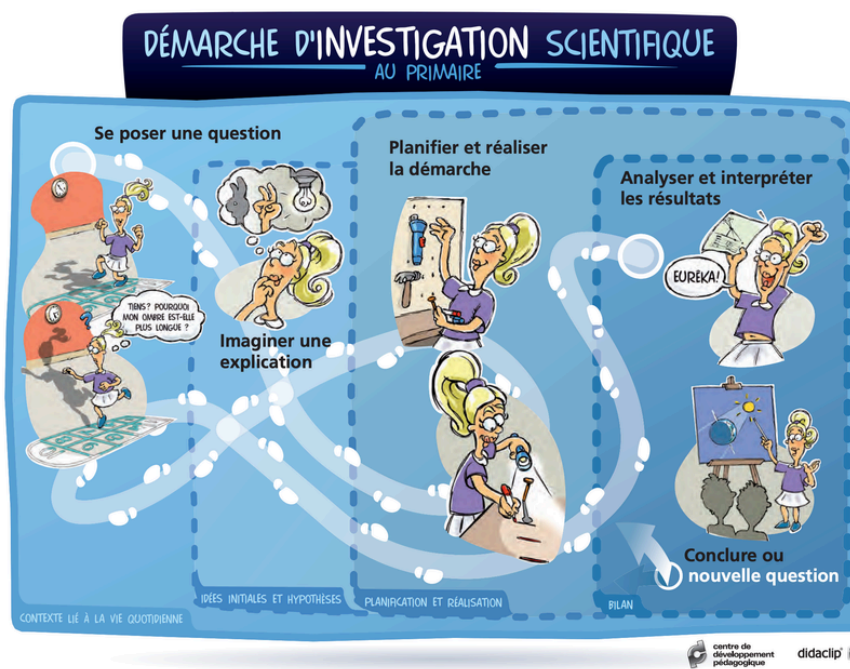 DÉMARCHE D'INVESTIGATION SCIENTIFIQUE
AU PRIMAIRE
Se poser une question
TIENS? POURQUOI
MON OMBRE EST-ELLE
PLUS LONGUE ?
Imaginer une
explication
Planifier et réaliser
la démarche
Analyser et interpréter
les résultats
EURÊKA!
Conclure ou
nouvelle question
CONTEXTE LIÉ À LA VIE QUOTIDIENNE
IDÉES INITIALES ET HYPOTHÈSES
PLANIFICATION ET RÉALISATION
BILAN
centre de
développement
pédagogique
didaclip